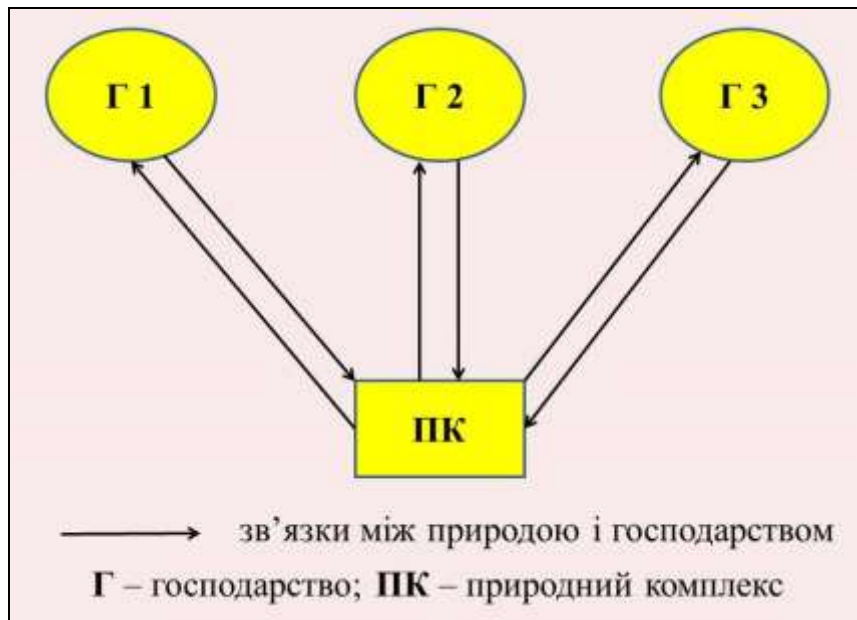 Г 1 Г 2 Г 3
ПК
зв’язки між природою і господарством
Г – господарство; ПК – природний комплекс